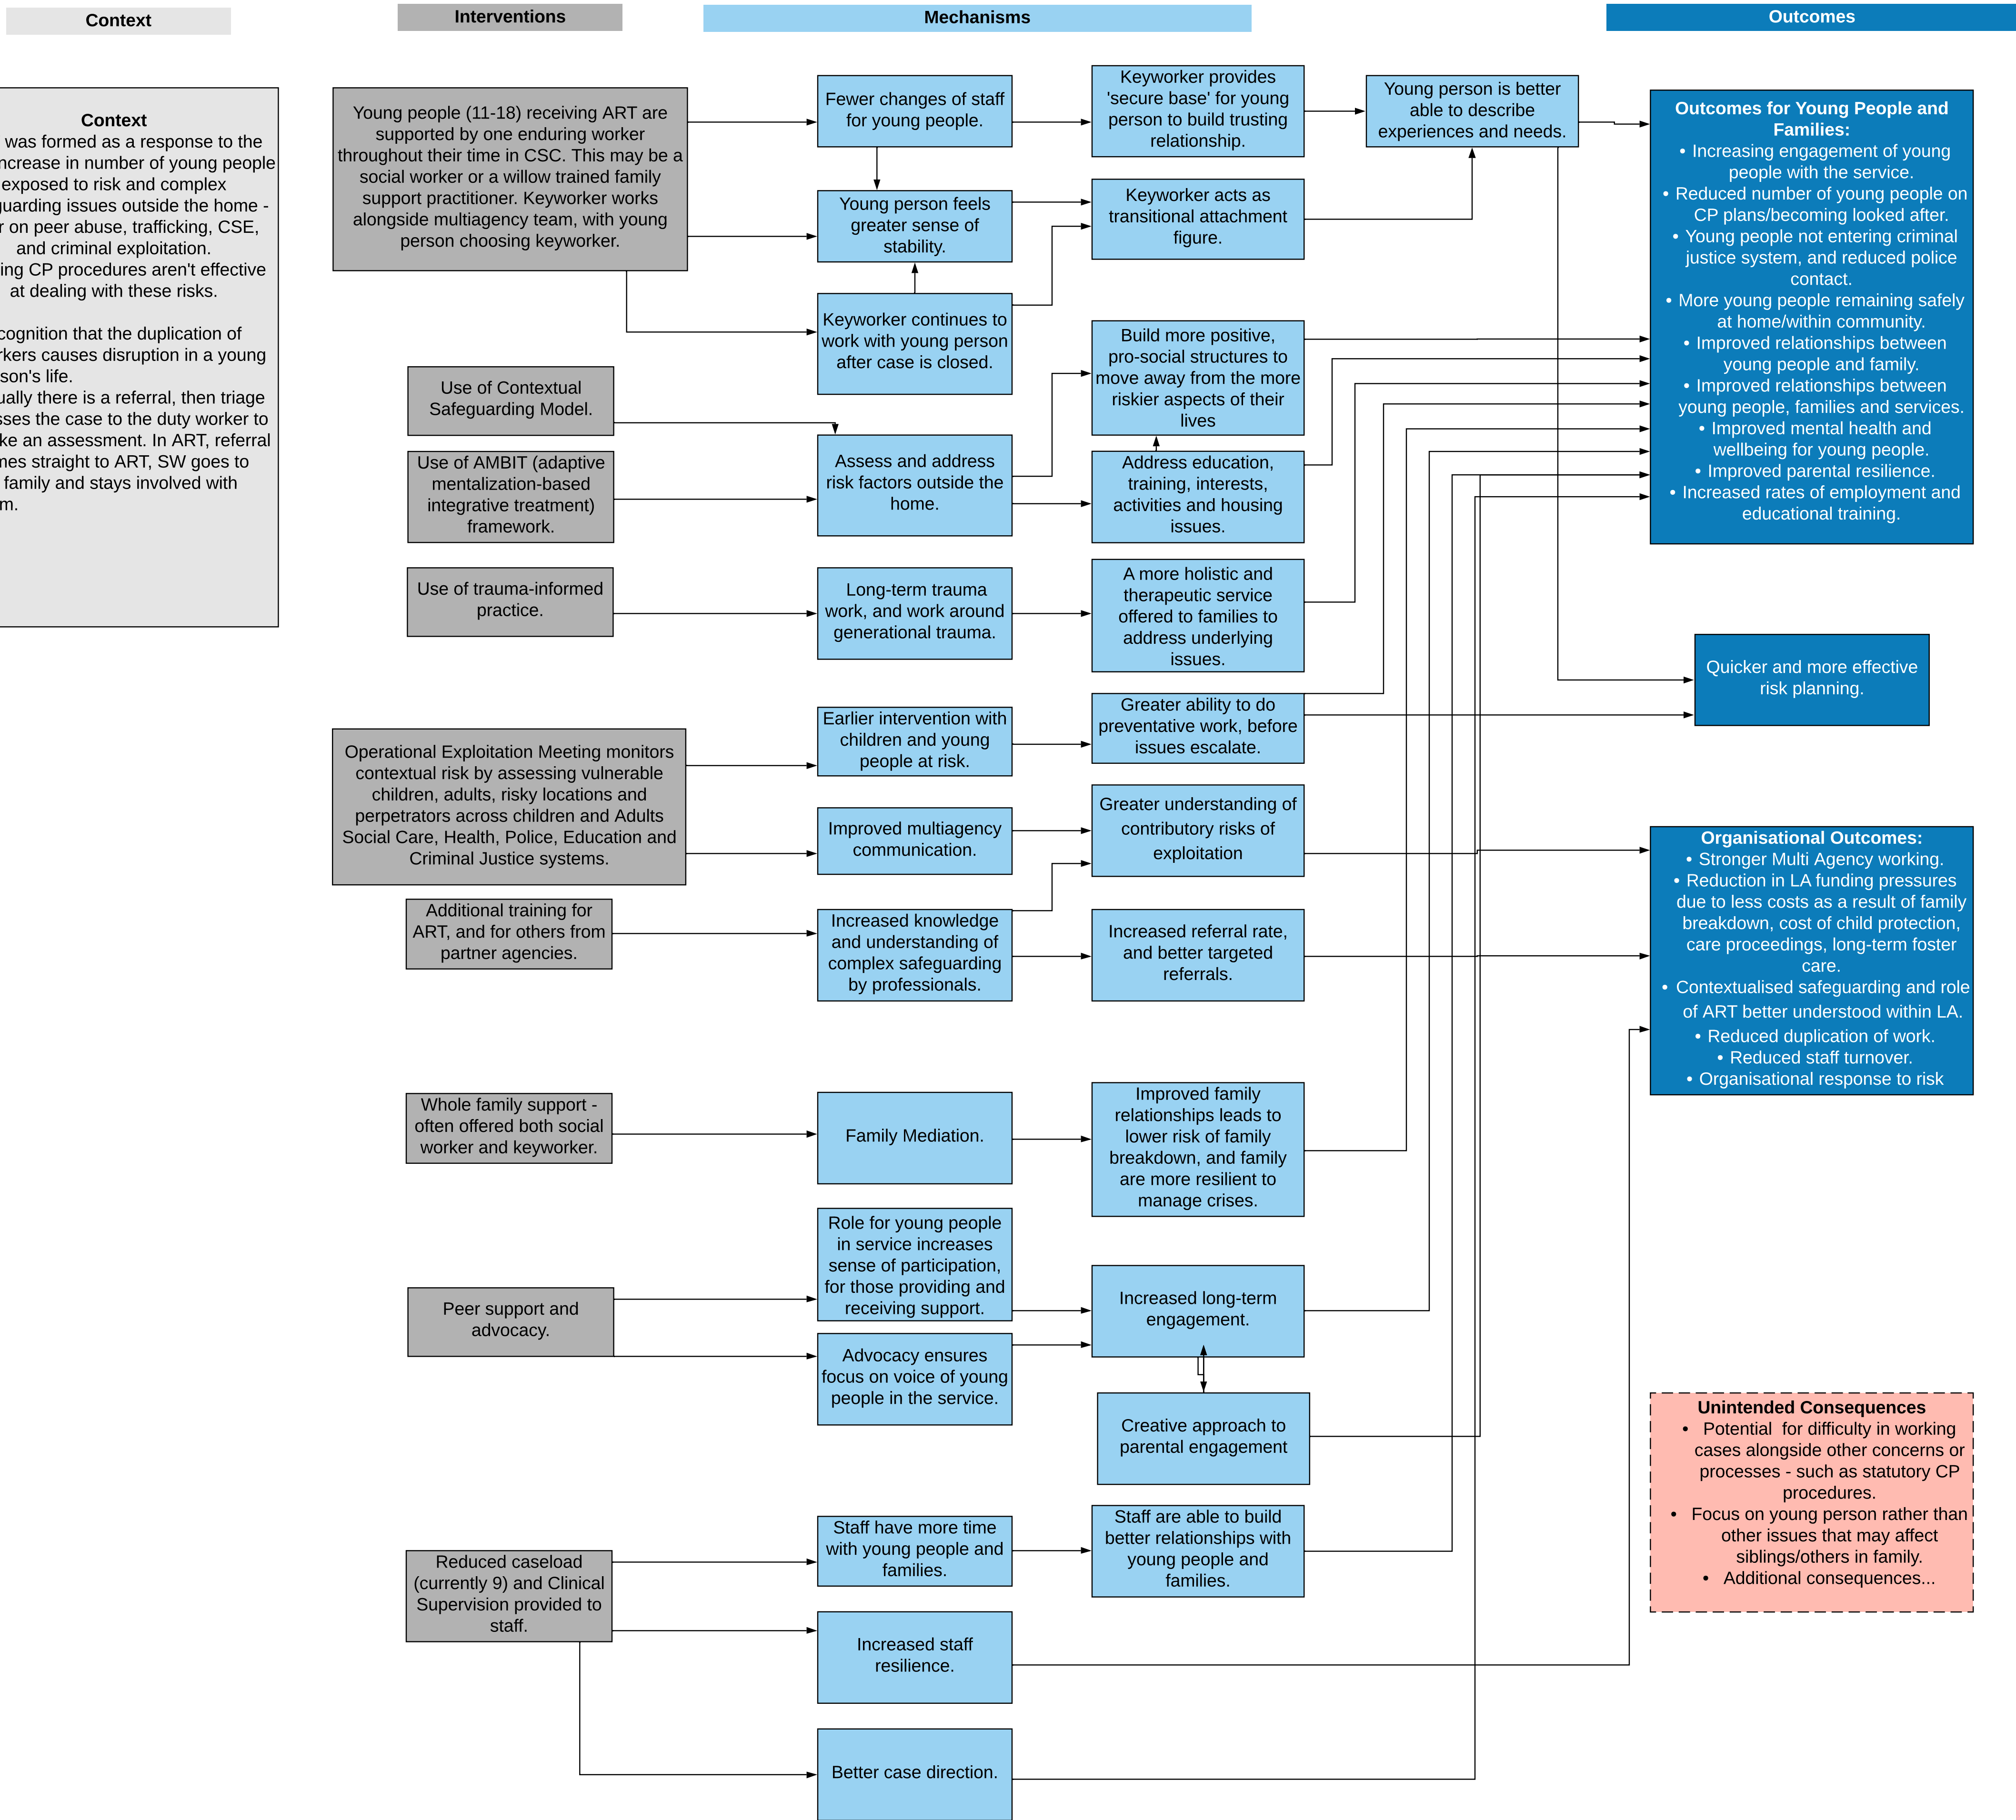 Context
Interventions
Mechanisms
Outcomes
Context
was formed as a response to the
increase in number of young people
exposed to risk and complex
guarding issues outside the home -
on peer abuse, trafficking, CSE,
and criminal exploitation.
ing CP procedures aren't effective
at dealing with these risks.
cognition that the duplication of
rkers causes disruption in a young
son's life.
ually there is a referral, then triage
sses the case to the duty worker to
ke an assessment. In ART, referral
mes straight to ART, SW goes to
family and stays involved with
m.
Young people (11-18) receiving ART are
supported by one enduring worker
throughout their time in CSC. This may be a
social worker or a willow trained family
support practitioner. Keyworker works
alongside multiagency team, with young
person choosing keyworker.
Use of Contextual
Safeguarding Model.
Use of AMBIT (adaptive
mentalization-based
integrative treatment)
framework.
Use of trauma-informed
practice.
Operational Exploitation Meeting monitors
contextual risk by assessing vulnerable
children, adults, risky locations and
perpetrators across children and Adults
Social Care, Health, Police, Education and
Criminal Justice systems.
Additional training for
ART, and for others from
partner agencies.
Whole family support -
often offered both social
worker and keyworker.
Peer support and
advocacy.
Reduced caseload
(currently 9) and Clinical
Supervision provided to
staff.
Fewer changes of staff
for young people.
Young person feels
greater sense of
stability.
Keyworker continues to
work with young person
after case is closed.
Assess and address
risk factors outside the
home.
Long-term trauma
work, and work around
generational trauma.
Earlier intervention with
children and young
people at risk.
Improved multiagency
communication.
Increased knowledge
and understanding of
complex safeguarding
by professionals.
Family Mediation.
Role for young people
in service increases
sense of participation,
for those providing and
receiving support.
Advocacy ensures
focus on voice of young
people in the service.
Staff have more time
with young people and
families.
Increased staff
resilience.
Better case direction.
Keyworker provides
'secure base' for young
person to build trusting
relationship.
Keyworker acts as
transitional attachment
figure.
Build more positive,
pro-social structures to
move away from the more
riskier aspects of their
lives
Address education,
training, interests,
activities and housing
issues.
A more holistic and
therapeutic service
offered to families to
address underlying
issues.
Greater ability to do
preventative work, before
issues escalate.
Greater understanding of
contributory risks of
exploitation
Increased referral rate,
and better targeted
referrals.
Improved family
relationships leads to
lower risk of family
breakdown, and family
are more resilient to
manage crises.
Increased long-term
engagement.
Creative approach to
parental engagement
Staff are able to build
better relationships with
young people and
families.
Young person is better
able to describe
experiences and needs.
Outcomes for Young People and
Families:
• Increasing engagement of young
people with the service.
• Reduced number of young people on
CP plans/becoming looked after.
• Young people not entering criminal
justice system, and reduced police
contact.
• More young people remaining safely
at home/within community.
• Improved relationships between
young people and family.
• Improved relationships between
young people, families and services.
• Improved mental health and
wellbeing for young people.
• Improved parental resilience.
• Increased rates of employment and
educational training.
Quicker and more effective
risk planning.
Organisational Outcomes:
• Stronger Multi Agency working.
• Reduction in LA funding pressures
due to less costs as a result of family
breakdown, cost of child protection,
care proceedings, long-term foster
care.
• Contextualised safeguarding and role
of ART better understood within LA.
• Reduced duplication of work.
• Reduced staff turnover.
• Organisational response to risk
Unintended Consequences
• Potential for difficulty in working
cases alongside other concerns or
processes - such as statutory CP
procedures.
• Focus on young person rather than
other issues that may affect
siblings/others in family.
• Additional consequences...